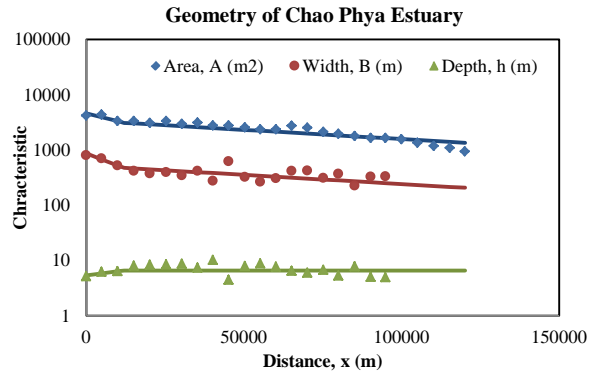 Geometry of Chao Phya Estuary
100000
Area, A (m2) Width, B (m) Depth, h (m)
10000
1000
100
10
1
Chracteristic
0 50000 100000 150000
Distance, x (m)